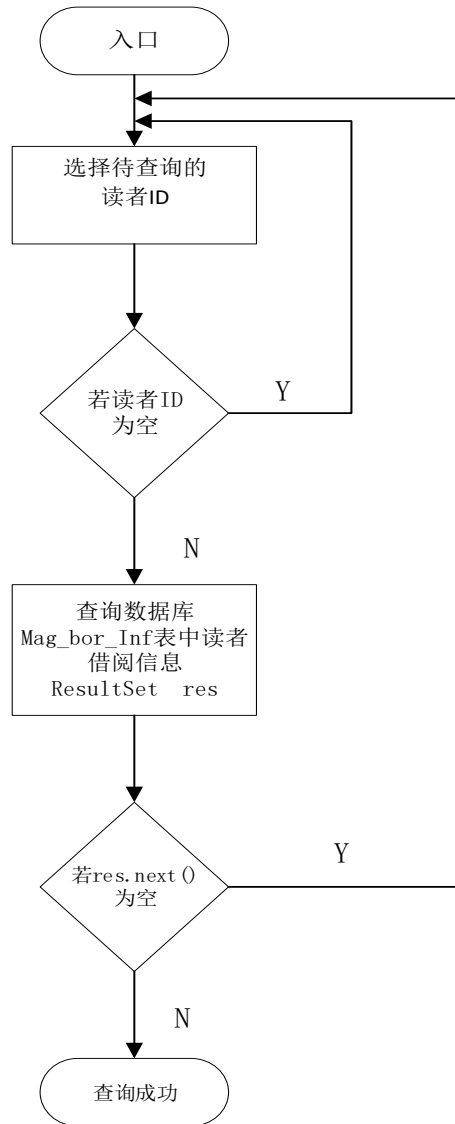 入口
选择待查询的
读者ID
若读者ID
为空
Y
N
查询数据库
Mag_bor_Inf表中读者
借阅信息
ResultSet res
若res.next()
为空
Y
N
查询成功